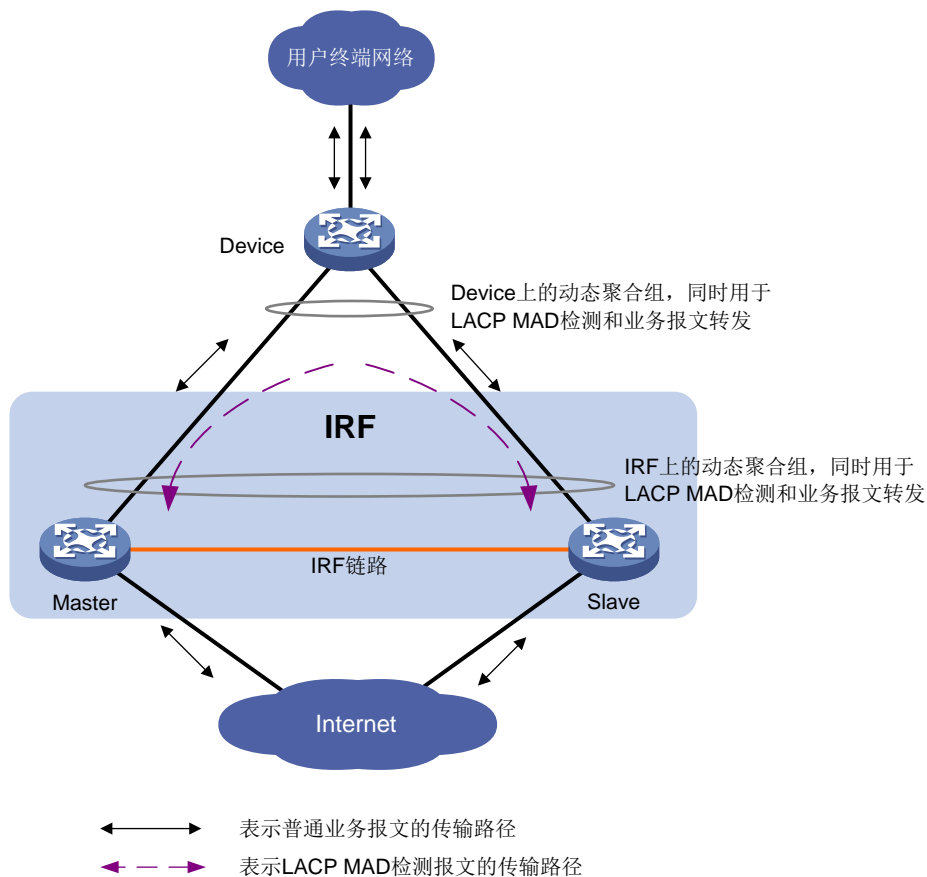 用户终端网络
Device
Device上的动态聚合组，同时用于
LACP MAD检测和业务报文转发
IRF
IRF上的动态聚合组，同时用于
LACP MAD检测和业务报文转发
IRF链路
Master
Slave
Internet
表示普通业务报文的传输路径
表示LACP MAD检测报文的传输路径